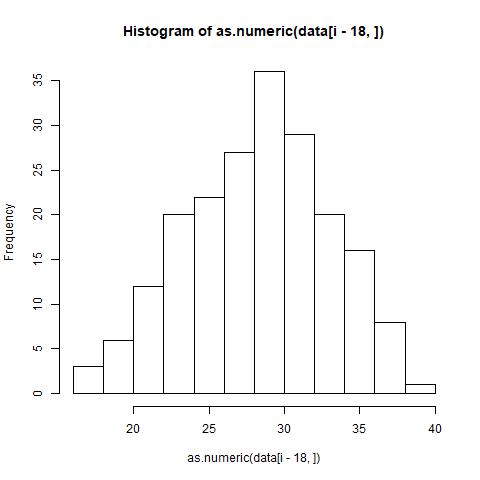 Histogram of as.numeric(data[i - 18, ])
Frequency
35
30
25
20
15
10
5
0
20 25 30 35 40
as.numeric(data[i - 18, ])